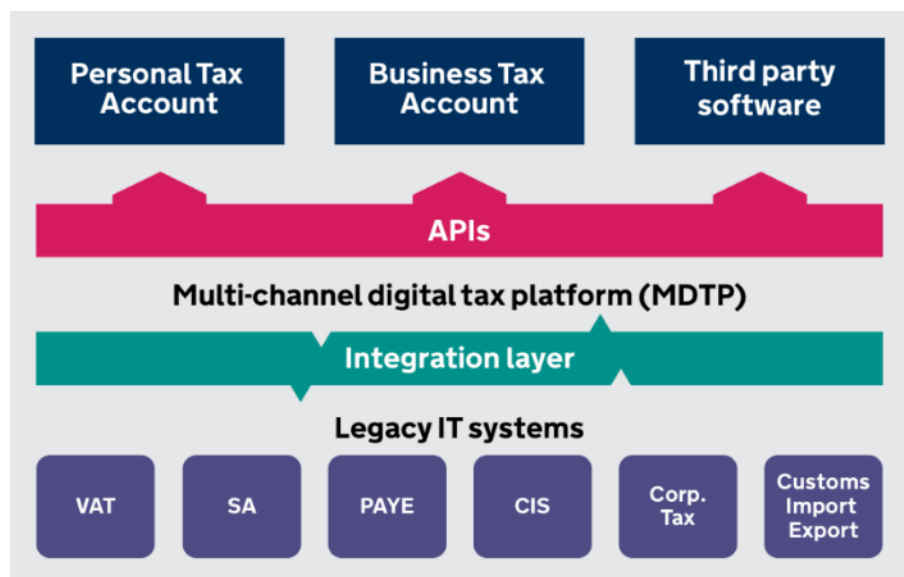 Personal Tax
Account
Business Tax
Account
Third party
software
APIs
Multi-channel digital tax platform (MDTP)
Integration layer
Legacy IT systems
VAT
SA
PAYE
CIS
Corp.
Tax
Customs
Import
Export